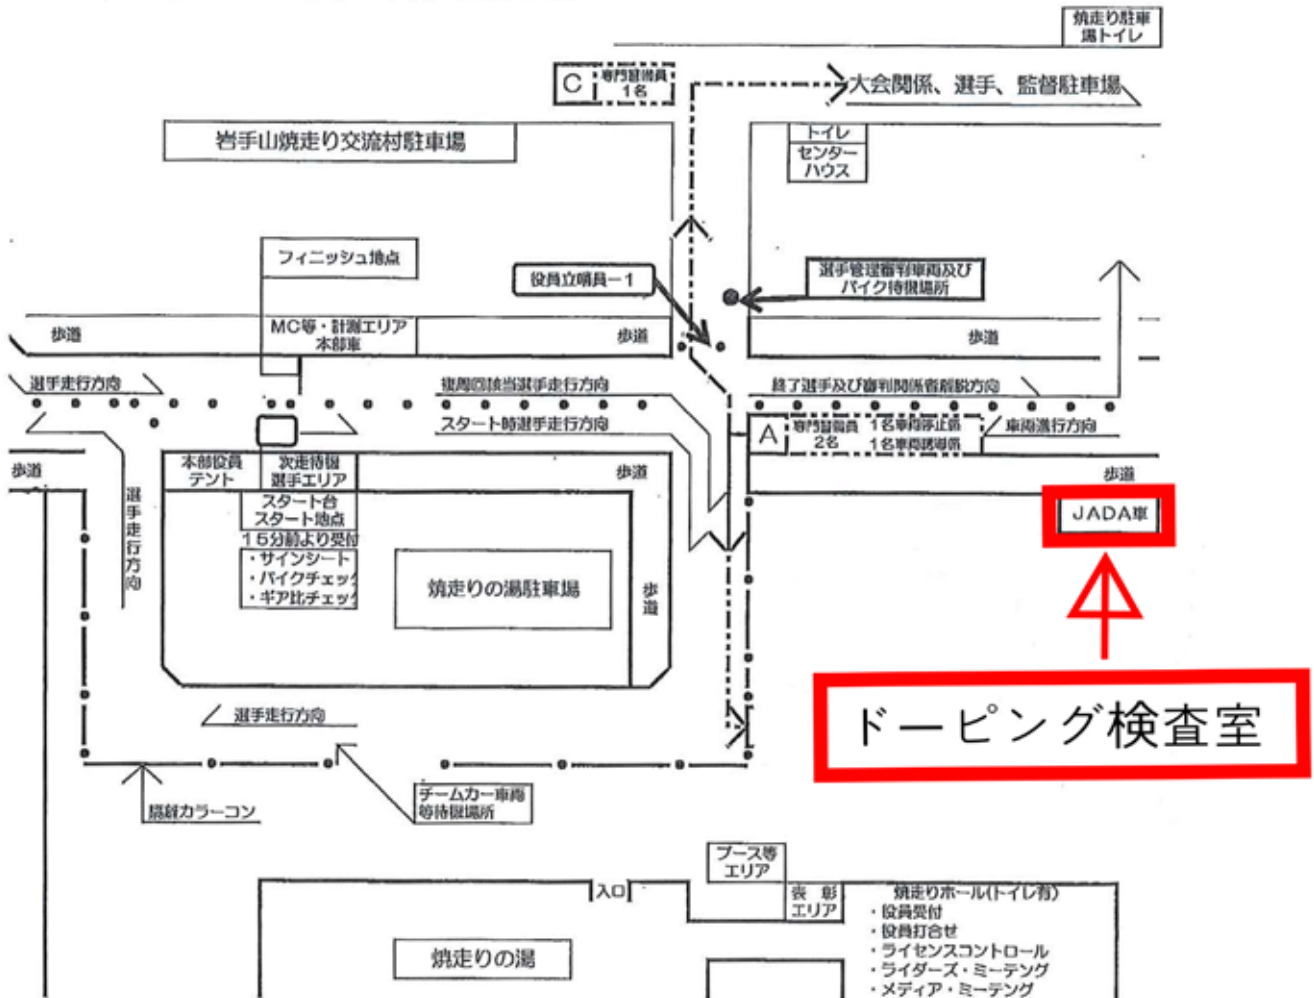 焼走り駐車
場トイレ
C
専門警備員
1名
大会関係、選手、監督駐車場
岩手山焼走り交流村駐車場
トイレ
センター
ハウス
フィニッシュ地点
役員立哨員ー1
選手管理審判車両及び
バイク待機場所
歩道
MC等・計測エリア
本部車
歩道
歩道
選手走行方向
複周回該当選手走行方向
終了選手及び審判関係者離脱方向
スタート時選手走行方向
A
専門警備員
2名
1名車両停止係
1名車両誘導係
車両進行方向
歩道
本部役員
テント
次走待機
選手エリア
歩道
歩道
スタート台
スタート地点
15分前より受付
・サインシート
・バイクチェック
・ギア比チェック
選手走行方向
焼走りの湯駐車場
歩道
JADA車
ドーピング検査室
選手走行方向
チームカー車両
等待機場所
カラーコン
ブース等
エリア
入口
表彰
エリア
焼走りホール(トイレ有)
・役員受付
・役員打合せ
・ライセンスコントロール
・ライダーズ・ミーテング
・メディア・ミーテング
焼走りの湯